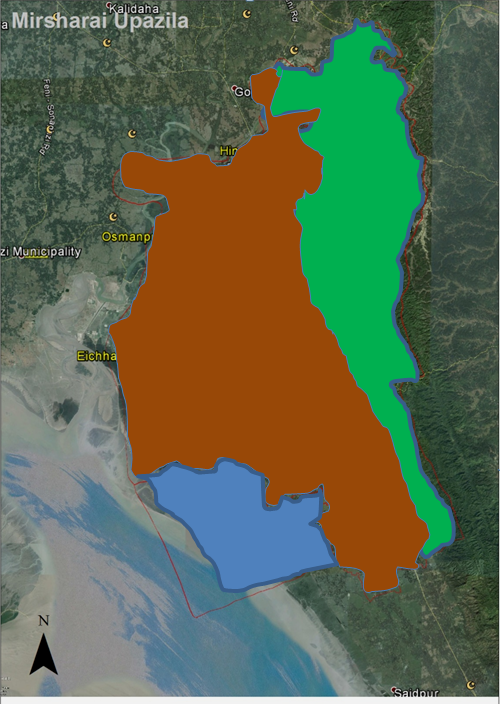 Kalidaha
a
Mirsharai Upazila
Go
Hin
Osmanp
zi Municipality
Eichha
N
Saidpur